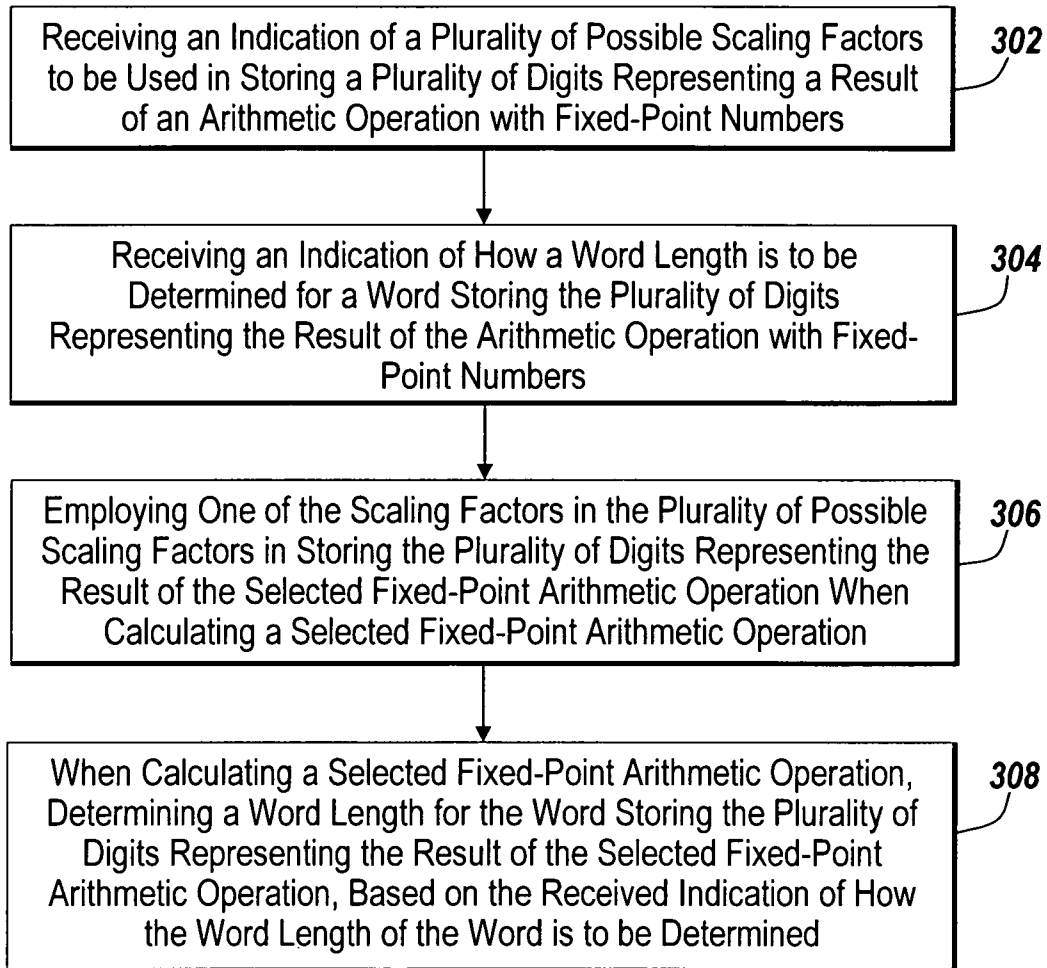 Receiving an Indication of a Plurality of Possible Scaling Factors
to be Used in Storing a Plurality of Digits Representing a Result
of an Arithmetic Operation with Fixed-Point Numbers
302
Receiving an Indication of How a Word Length is to be
Determined for a Word Storing the Plurality of Digits
Representing the Result of the Arithmetic Operation with Fixed-
Point Numbers
304
Employing One of the Scaling Factors in the Plurality of Possible
Scaling Factors in Storing the Plurality of Digits Representing the
Result of the Selected Fixed-Point Arithmetic Operation When
Calculating a Selected Fixed-Point Arithmetic Operation
306
When Calculating a Selected Fixed-Point Arithmetic Operation,
Determining a Word Length for the Word Storing the Plurality of
Digits Representing the Result of the Selected Fixed-Point
Arithmetic Operation, Based on the Received Indication of How
the Word Length of the Word is to be Determined
308